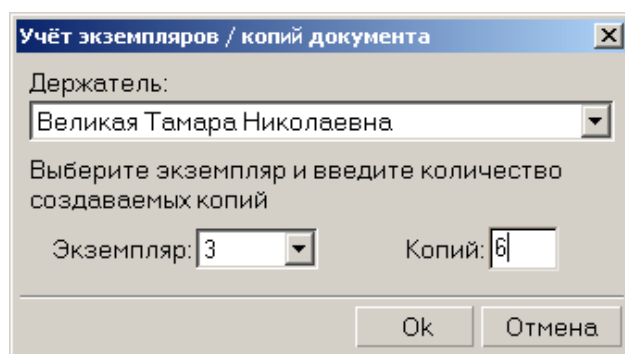 Учёт экземпляров / копий документа
Держатель:
Великая Тамара Николаевна
Выберите экземпляр и введите количество
создаваемых копий
Экземпляр: 3 Копий: 6
Ok Отмена